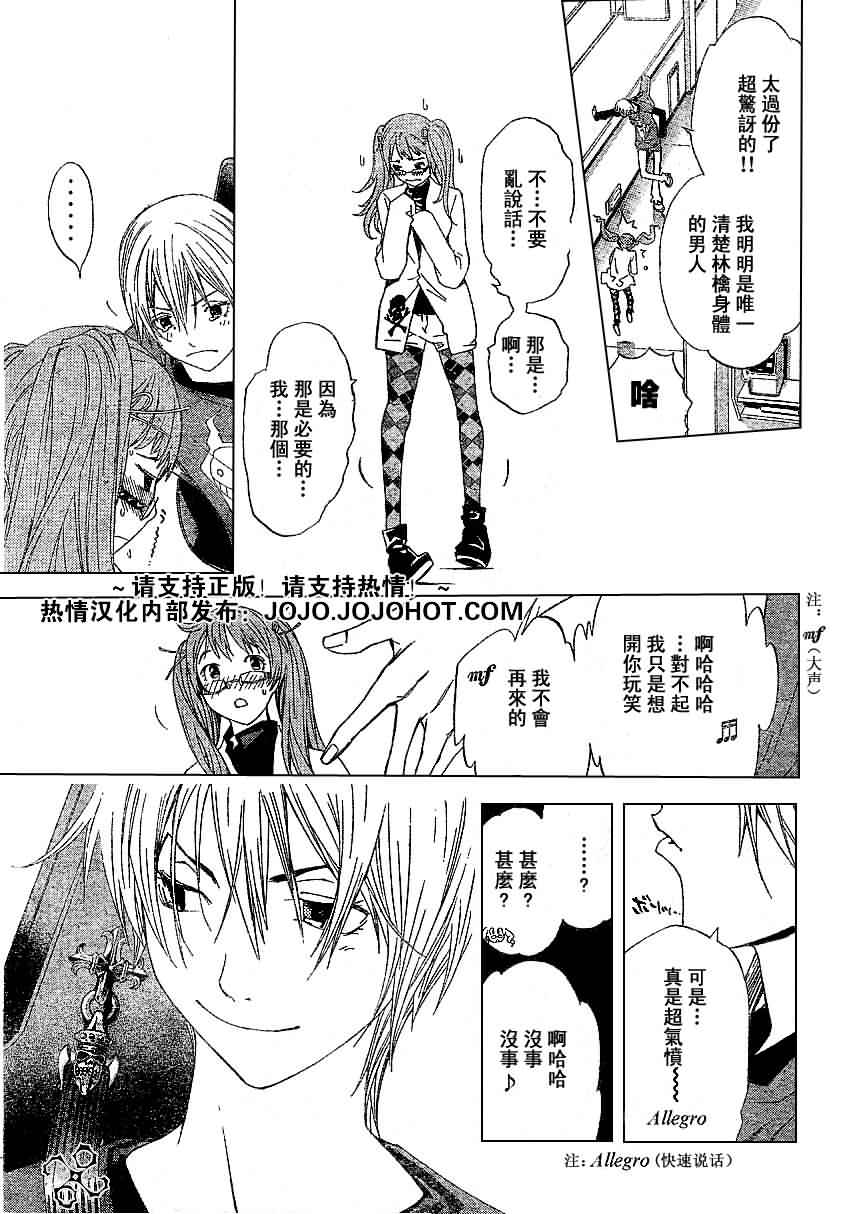 太過份了
超驚訝的!!
我明明是唯一
清楚林檎身體
的男人
啥
不…不要
亂說話…
那是…
啊…
因為
那是必要的…
我…那個…
……
~请支持正版! 请支持热情! ~
热情汉化内部发布: JOJO.JOJOHOT.COM
注: mf (大声)
啊哈哈哈
…對不起
我只是想
開你玩笑
♫
我不會
再來的
mf
可是…
真是超氣憤~
Allegro
……?
甚麼?
甚麼?
啊哈哈
沒事
沒事♪
注: Allegro (快速说话)